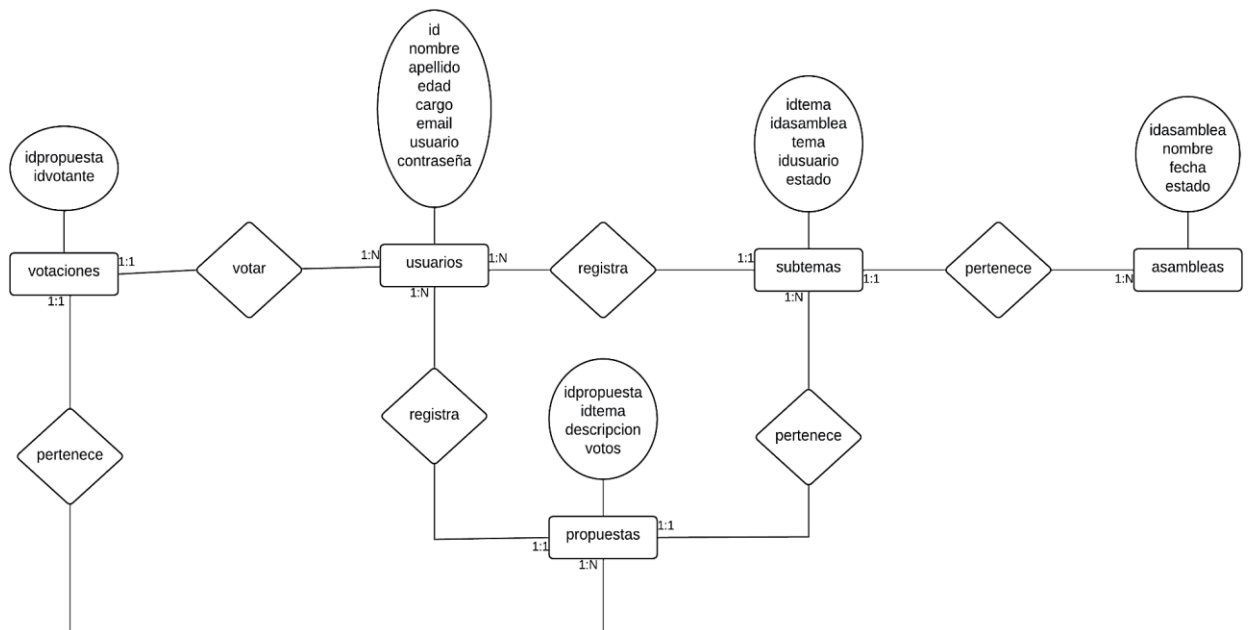 id
nombre
apellido
edad
cargo
email
usuario
contraseña
idtema
idasamblea
tema
idusuario
estado
idasamblea
nombre
fecha
estado
idpropuesta
idvotante
votaciones
1:1
1:1
votar
1:N
usuarios
1:N
1:N
registra
1:1
subtemas
1:1
1:N
pertenece
1:N
asambleas
idpropuesta
idtema
descripcion
votos
registra
pertenece
pertenece
propuestas
1:1
1:1
1:N